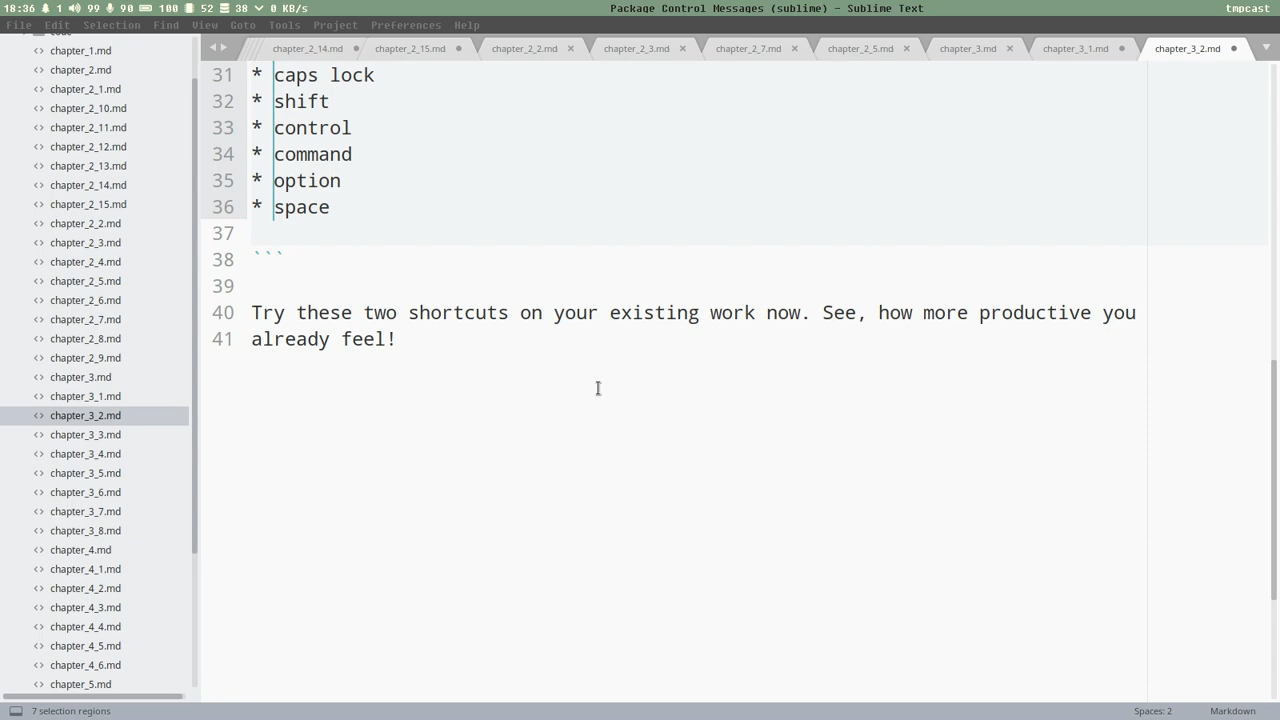 18:36 1 99 90 100 52 38 0 KB/s
Package Control Messages (sublime) - Sublime Text
tmpcast
File Edit Selection Find View Goto Tools Project Preferences Help
code
chapter_1.md
chapter_2.md
chapter_2_1.md
chapter_2_10.md
chapter_2_11.md
chapter_2_12.md
chapter_2_13.md
chapter_2_14.md
chapter_2_15.md
chapter_2_2.md
chapter_2_3.md
chapter_2_4.md
chapter_2_5.md
chapter_2_6.md
chapter_2_7.md
chapter_2_8.md
chapter_2_9.md
chapter_3.md
chapter_3_1.md
chapter_3_2.md
chapter_3_3.md
chapter_3_4.md
chapter_3_5.md
chapter_3_6.md
chapter_3_7.md
chapter_3_8.md
chapter_4.md
chapter_4_1.md
chapter_4_2.md
chapter_4_3.md
chapter_4_4.md
chapter_4_5.md
chapter_4_6.md
chapter_5.md
chapter_2_14.md chapter_2_15.md chapter_2_2.md chapter_2_3.md chapter_2_7.md chapter_2_5.md chapter_3.md chapter_3_1.md chapter_3_2.md
31 * caps lock
32 * shift
33 * control
34 * command
35 * option
36 * space
37
38 ```
39
40 Try these two shortcuts on your existing work now. See, how more productive you
41 already feel!
7 selection regions
Spaces: 2
Markdown